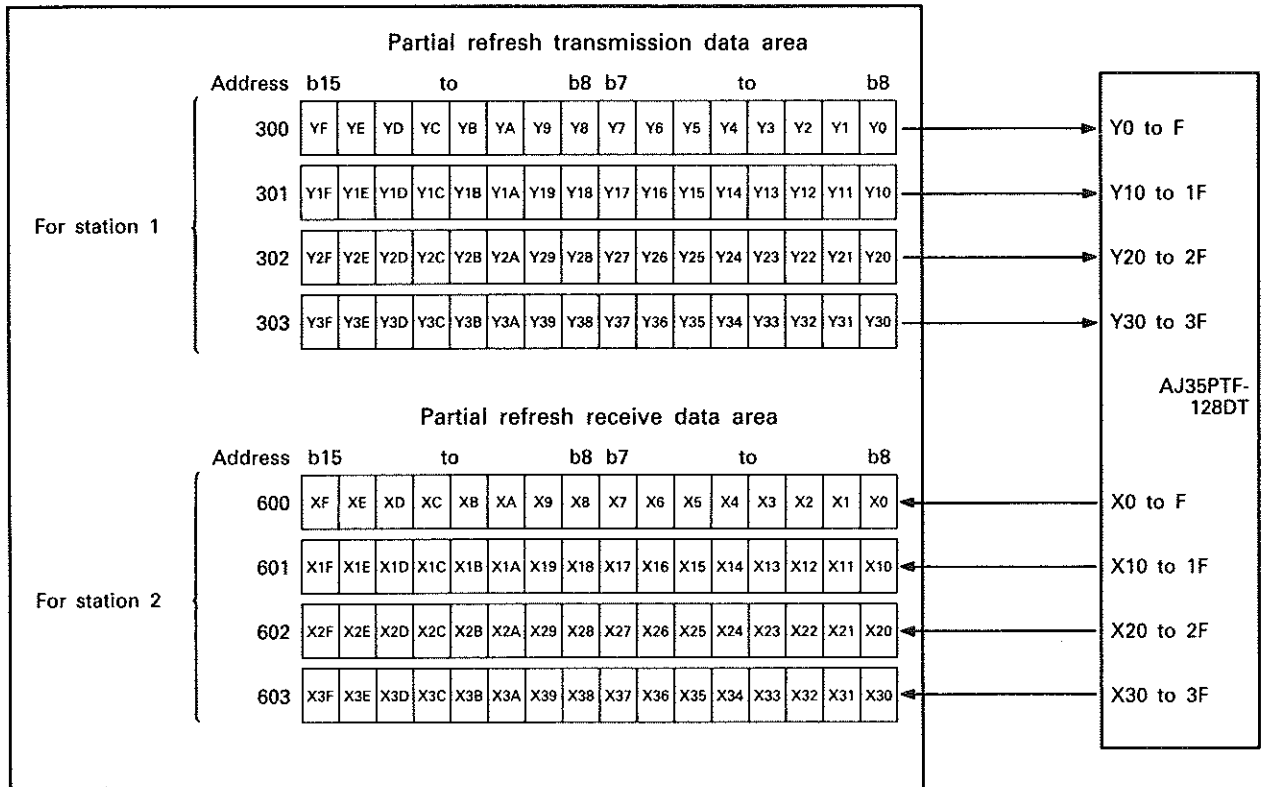 Partial refresh transmission data area
Address b15 to b8 b7 to b8
300 YF YE YD YC YB YA Y9 Y8 Y7 Y6 Y5 Y4 Y3 Y2 Y1 Y0 Y0 to F
301 Y1F Y1E Y1D Y1C Y1B Y1A Y19 Y18 Y17 Y16 Y15 Y14 Y13 Y12 Y11 Y10 Y10 to 1F
For station 1
302 Y2F Y2E Y2D Y2C Y2B Y2A Y29 Y28 Y27 Y26 Y25 Y24 Y23 Y22 Y21 Y20 Y20 to 2F
303 Y3F Y3E Y3D Y3C Y3B Y3A Y39 Y38 Y37 Y36 Y35 Y34 Y33 Y32 Y31 Y30 Y30 to 3F
AJ35PTF-
128DT
Partial refresh receive data area
Address b15 to b8 b7 to b8
600 XF XE XD XC XB XA X9 X8 X7 X6 X5 X4 X3 X2 X1 X0 X0 to F
601 X1F X1E X1D X1C X1B X1A X19 X18 X17 X16 X15 X14 X13 X12 X11 X10 X10 to 1F
For station 2
602 X2F X2E X2D X2C X2B X2A X29 X28 X27 X26 X25 X24 X23 X22 X21 X20 X20 to 2F
603 X3F X3E X3D X3C X3B X3A X39 X38 X37 X36 X35 X34 X33 X32 X31 X30 X30 to 3F